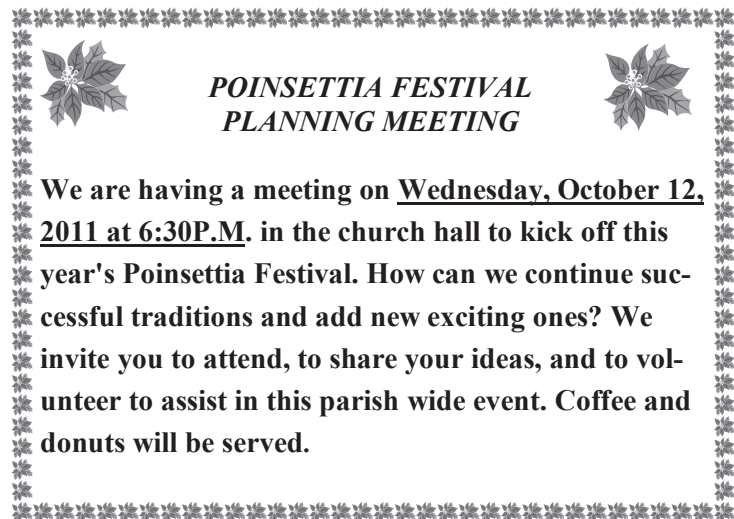 POINSETTIA FESTIVAL
PLANNING MEETING
We are having a meeting on Wednesday, October 12,
2011 at 6:30P.M. in the church hall to kick off this
year's Poinsettia Festival. How can we continue suc-
cessful traditions and add new exciting ones? We
invite you to attend, to share your ideas, and to vol-
unteer to assist in this parish wide event. Coffee and
donuts will be served.